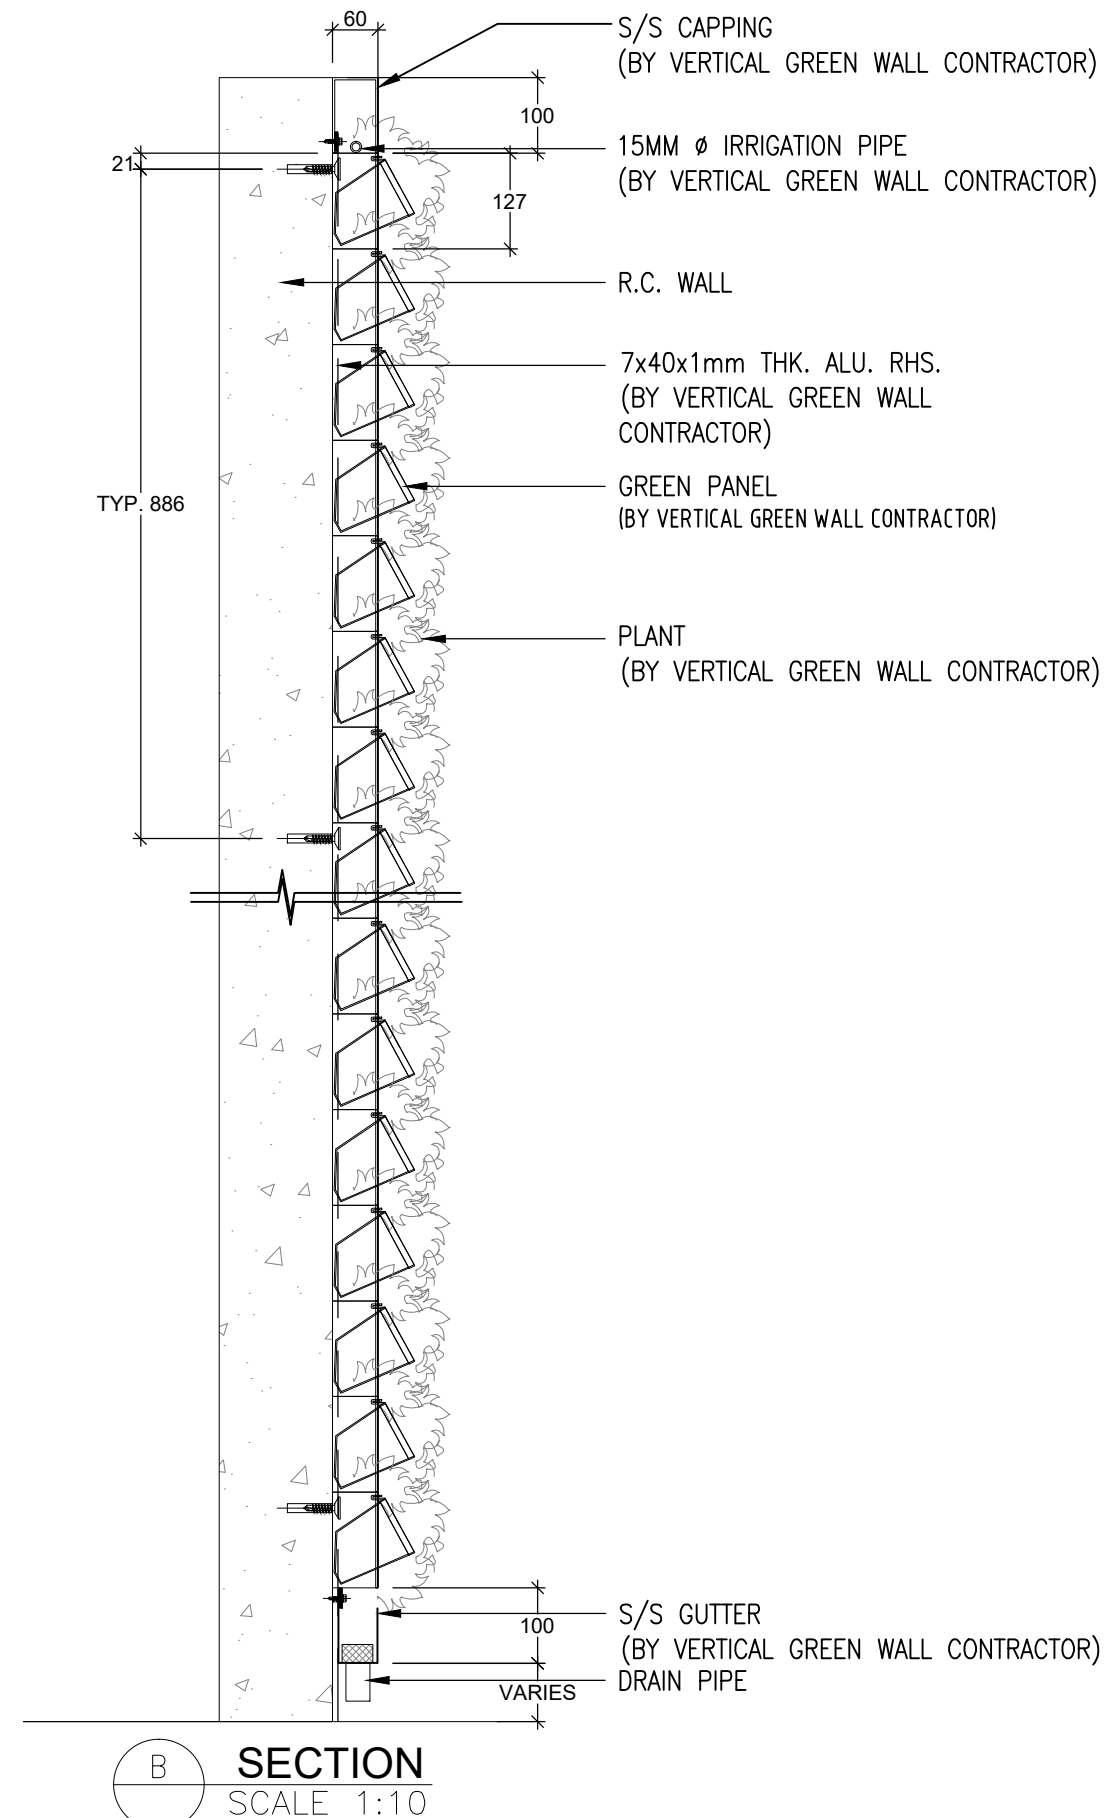 60
S/S CAPPING
(BY VERTICAL GREEN WALL CONTRACTOR)
100
15MM Ø IRRIGATION PIPE
(BY VERTICAL GREEN WALL CONTRACTOR)
21
127
R.C. WALL
7x40x1mm THK. ALU. RHS.
(BY VERTICAL GREEN WALL
CONTRACTOR)
GREEN PANEL
(BY VERTICAL GREEN WALL CONTRACTOR)
TYP. 886
PLANT
(BY VERTICAL GREEN WALL CONTRACTOR)
S/S GUTTER
100
(BY VERTICAL GREEN WALL CONTRACTOR)
DRAIN PIPE
VARIES
B SECTION
SCALE 1:10